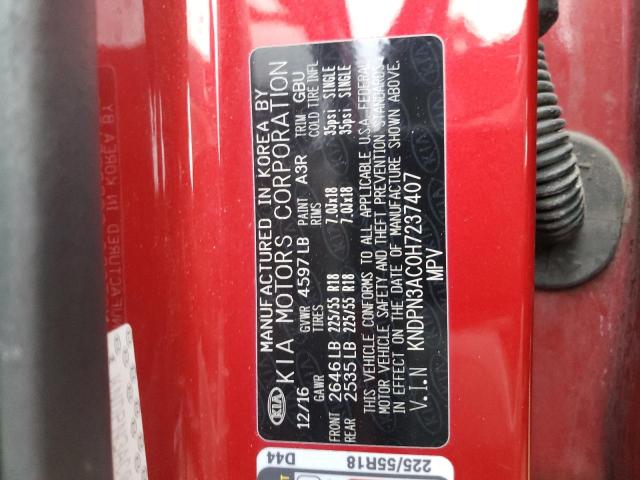 KIA
MANUFACTURED IN KOREA BY
KIA MOTORS CORPORATION
12/16 GVWR 4597LB PAINT A3R TRIM GBU
GAWR TIRES RIMS COLD TIRE INFL
FRONT 2646LB 225/55 R18 7.0Jx18 35psi SINGLE
REAR 2535LB 225/55 R18 7.0Jx18 35psi SINGLE
THIS VEHICLE CONFORMS TO ALL APPLICABLE U.S.A. FEDERAL
MOTOR VEHICLE SAFETY AND THEFT PREVENTION STANDARDS
IN EFFECT ON THE DATE OF MANUFACTURE SHOWN ABOVE.
V.I.N KNDPN3AC0H7237407
MPV
D44
225/55R18